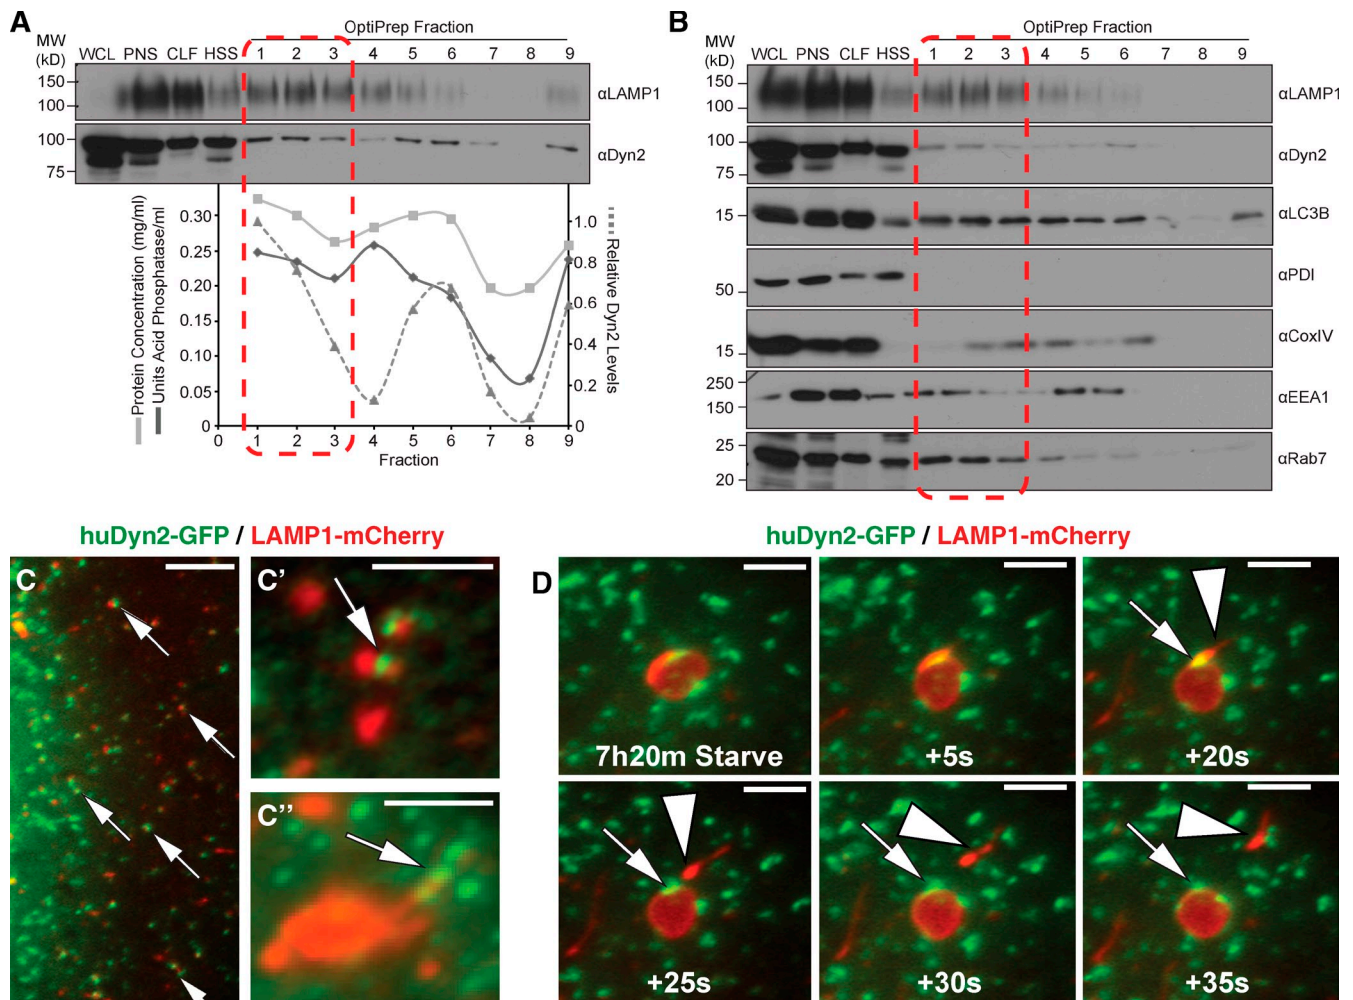 A
OptiPrep Fraction
MW
(kD)
WCL PNS CLF HSS 1 2 3 4 5 6 7 8 9
150
100
αLAMP1
100
75
αDyn2
Protein Concentration (mg/ml)
Units Acid Phosphatase/ml
0.30
0.25
0.20
0.15
0.10
0.05
0
1.0
0.8
0.6
0.4
0.2
0
Relative Dyn2 Levels
0 1 2 3 4 5 6 7 8 9
Fraction
B
OptiPrep Fraction
MW
(kD)
WCL PNS CLF HSS 1 2 3 4 5 6 7 8 9
150
100
αLAMP1
100
75
αDyn2
15
αLC3B
50
αPDI
15
αCoxIV
250
150
αEEA1
25
20
αRab7
huDyn2-GFP / LAMP1-mCherry
C
C'
C''
huDyn2-GFP / LAMP1-mCherry
D
7h20m Starve
+5s
+20s
+25s
+30s
+35s